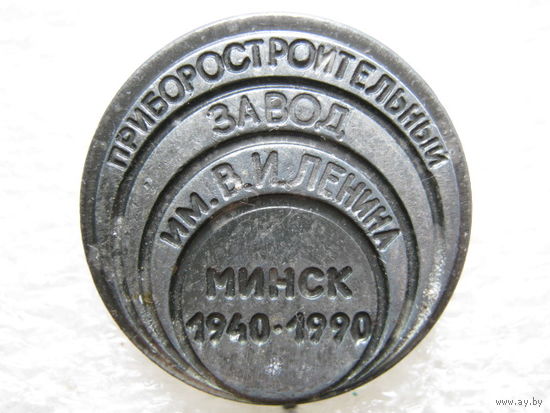 ПРИБОРОСТРОИТЕЛЬНЫЙ
ЗАВОД
ИМ. В. И. ЛЕНИНА
МИНСК
1940·1990
www.ay.by